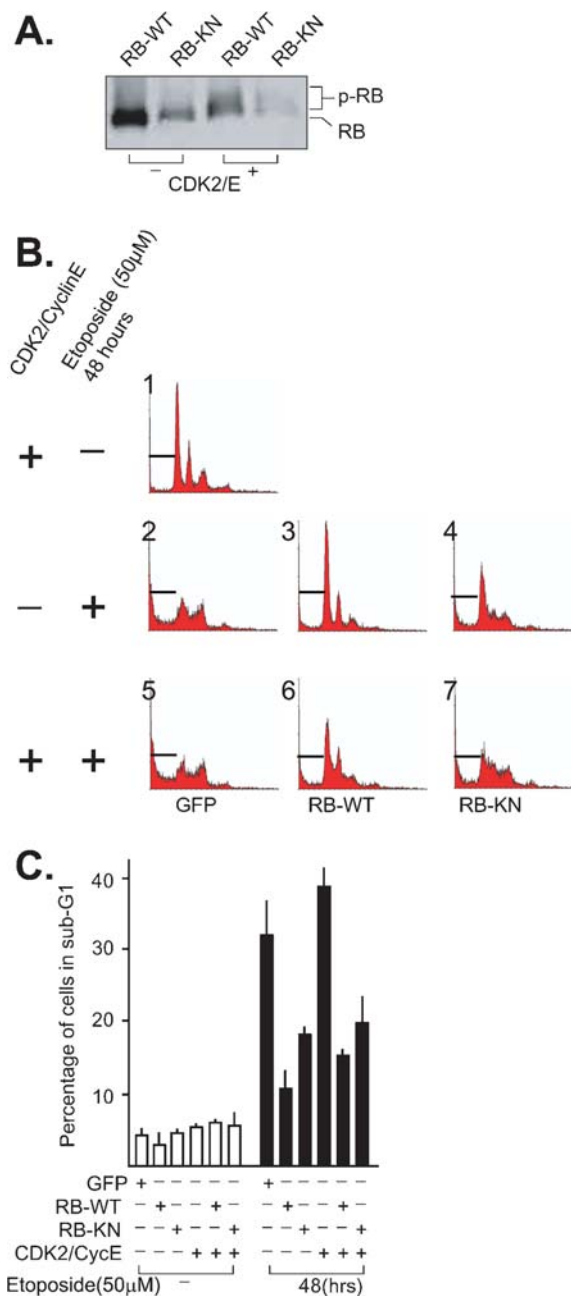 A.
RB-WT RB-KN RB-WT RB-KN
p-RB
RB
− +
CDK2/E
B.
CDK2/CyclinE
Etoposide (50µM)
48 hours
1
+ −
2 3 4
− +
5 6 7
+ +
GFP RB-WT RB-KN
C.
Percentage of cells in sub-G1
40
30
20
10
GFP + − − − − − + − − − − −
RB-WT − + − − + − − + − − + −
RB-KN − − + − − + − − + − − +
CDK2/CycE − − − + + + − − − + + +
Etoposide(50µM) − 48(hrs)